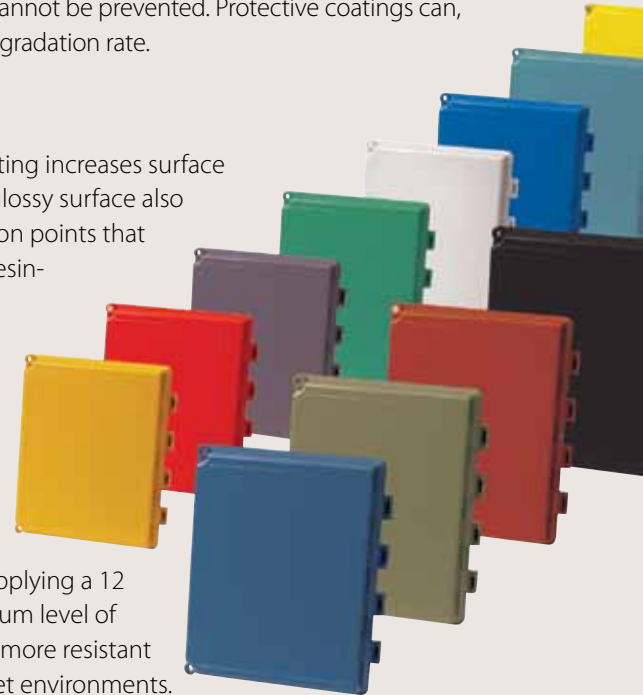 annot be prevented. Protective coatings can,
gradation rate.
ting increases surface
lossy surface also
on points that
esin-
pplying a 12
um level of
more resistant
et environments.